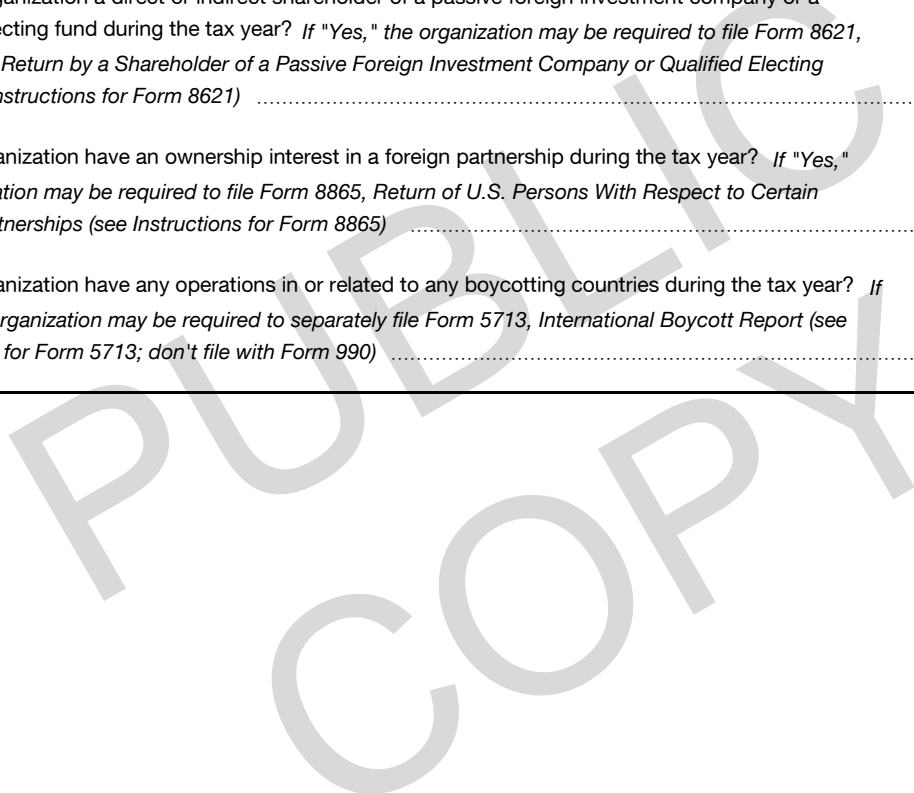 ganization a direct or indirect shareholder of a passive foreign investment company or a
ecting fund during the tax year? If "Yes," the organization may be required to file Form 8621,
Return by a Shareholder of a Passive Foreign Investment Company or Qualified Electing
nstructions for Form 8621)
anization have an ownership interest in a foreign partnership during the tax year? If "Yes,"
ation may be required to file Form 8865, Return of U.S. Persons With Respect to Certain
tnerships (see Instructions for Form 8865)
anization have any operations in or related to any boycotting countries during the tax year? If
rganization may be required to separately file Form 5713, International Boycott Report (see
for Form 5713; don't file with Form 990)
PUBLIC
COPY